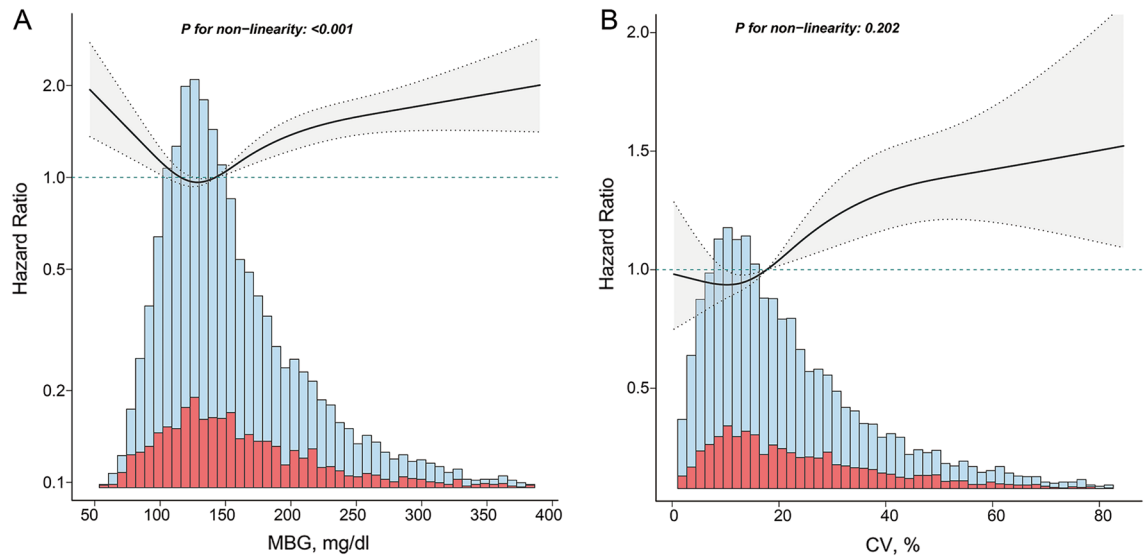 A
P for non−linearity: <0.001
Hazard Ratio
2.0
1.0
0.5
0.2
0.1
50 100 150 200 250 300 350 400
MBG, mg/dl
B
P for non−linearity: 0.202
Hazard Ratio
2.0
1.5
1.0
0.5
0 20 40 60 80
CV, %